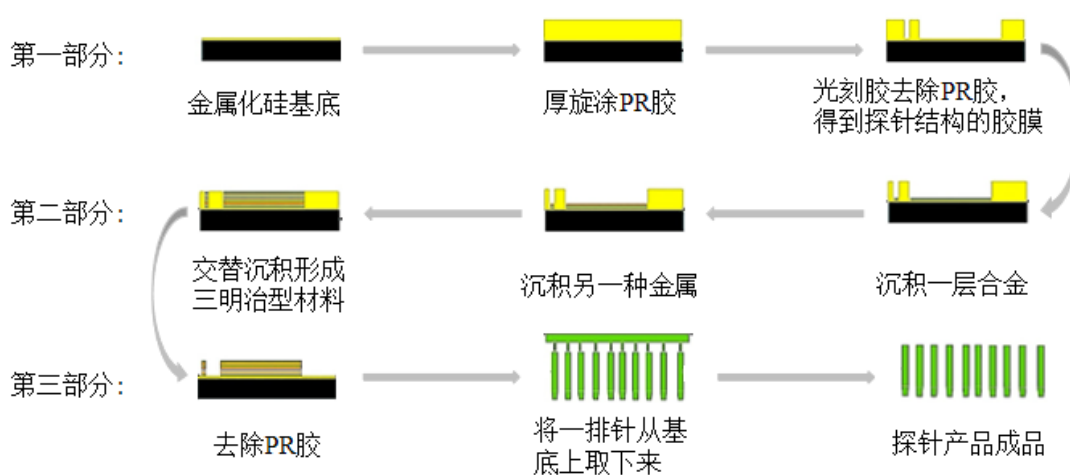 第一部分：
金属化硅基底
厚旋涂PR胶
光刻胶去除PR胶，
得到探针结构的胶膜
第二部分：
交替沉积形成
三明治型材料
沉积另一种金属
沉积一层合金
第三部分：
去除PR胶
将一排针从基
底上取下来
探针产品成品